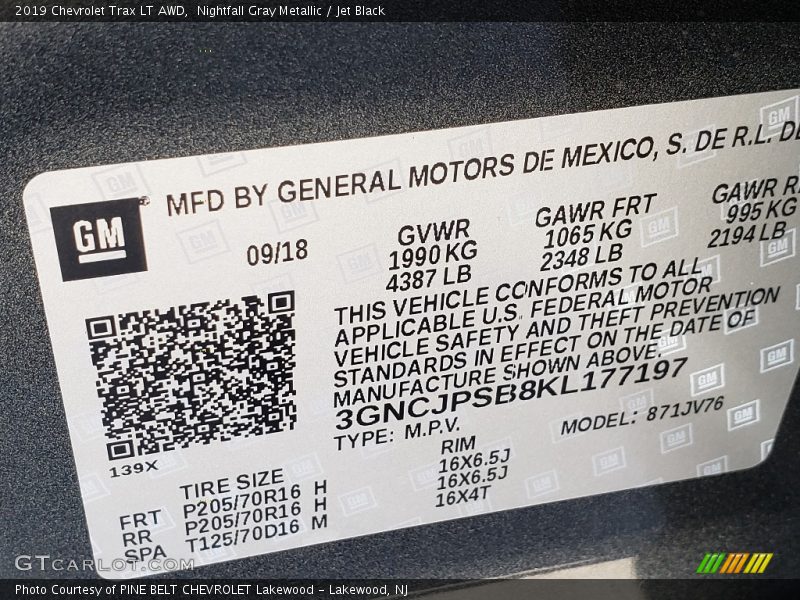 2019 Chevrolet Trax LT AWD, Nightfall Gray Metallic / Jet Black
MFD BY GENERAL MOTORS DE MEXICO, S. DE R.L.
GM
09/18
GVWR
1990 KG
4387 LB
GAWR FRT
1065 KG
2348 LB
GAWR
995 KG
2194 LB
THIS VEHICLE CONFORMS TO ALL
APPLICABLE U.S. FEDERAL MOTOR
VEHICLE SAFETY AND THEFT PREVENTION
STANDARDS IN EFFECT ON THE DATE OF
MANUFACTURE SHOWN ABOVE.
3GNCJPSB8KL177197
TYPE: M.P.V.
MODEL: 871JV76
139X
TIRE SIZE
RIM
FRT P205/70R16 H 16X6.5J
RR P205/70R16 H 16X6.5J
SPA T125/70D16 M 16X4T
GTcarLot.com
Photo Courtesy of PINE BELT CHEVROLET Lakewood - Lakewood, NJ